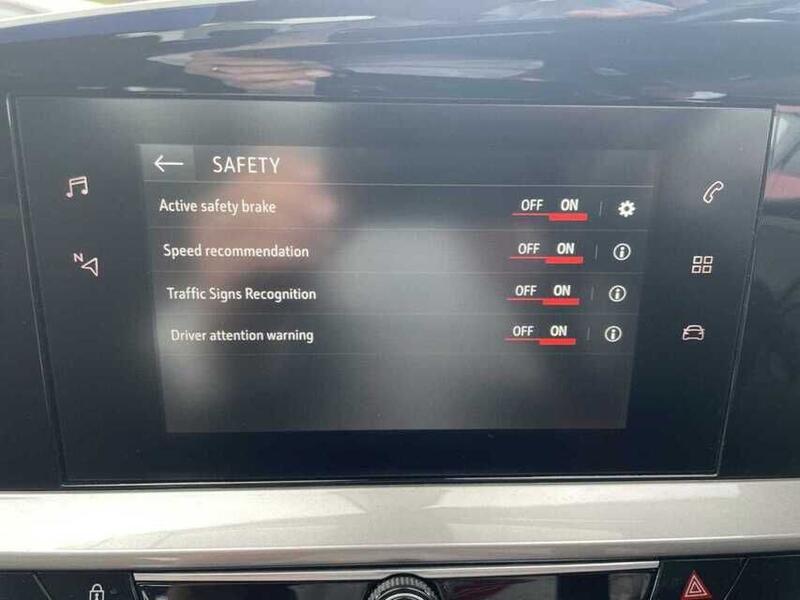 SAFETY
Active safety brake OFF ON
Speed recommendation OFF ON
Traffic Signs Recognition OFF ON
Driver attention warning OFF ON
N